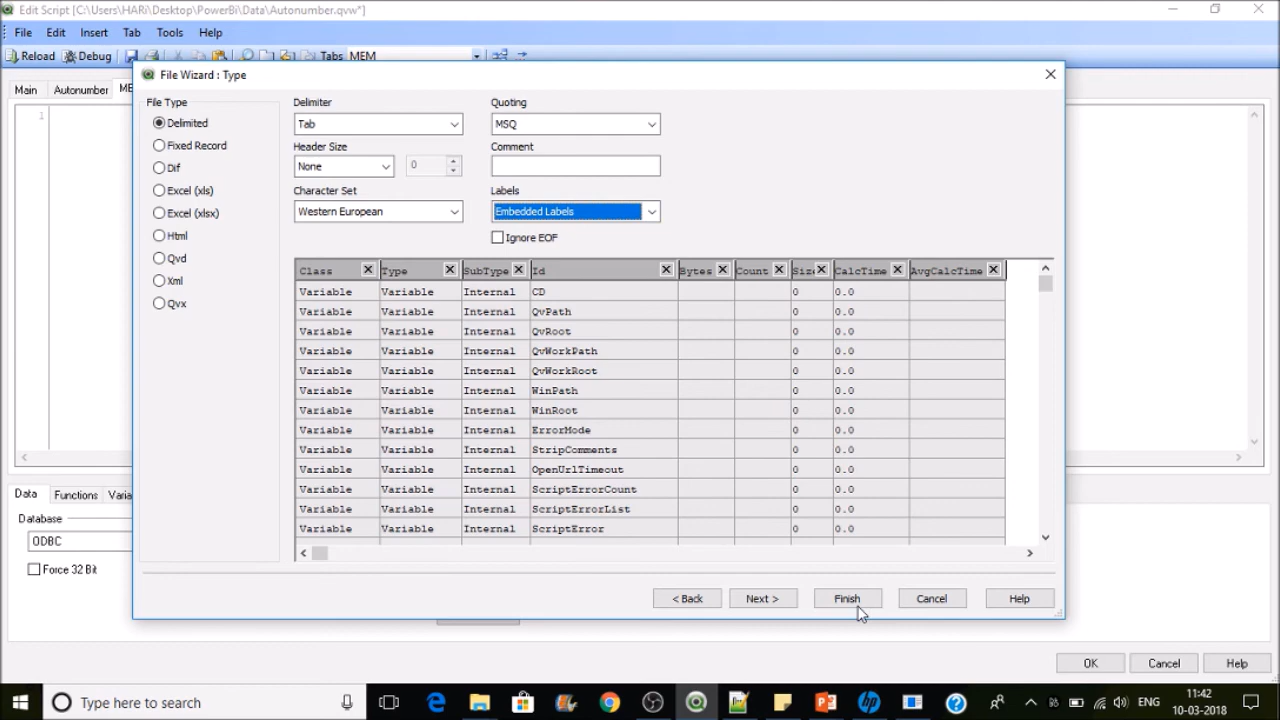 Edit Script [C:\Users\HARi\Desktop\PowerBi\Data\Autonumber.qvw*]
File Edit Insert Tab Tools Help
Reload Debug Tabs MEM
Main Autonumber
File Wizard : Type
File Type
Delimited
Fixed Record
Dif
Excel (xls)
Excel (xlsx)
Html
Qvd
Xml
Qvx
Delimiter Quoting
Tab MSQ
Header Size Comment
None 0
Character Set Labels
Western European Embedded Labels
Ignore EOF
Class Type SubType Id Bytes Count Size CalcTime AvgCalcTime
Variable Variable Internal CD 0 0.0
Variable Variable Internal QvPath 0 0.0
Variable Variable Internal QvRoot 0 0.0
Variable Variable Internal QvWorkPath 0 0.0
Variable Variable Internal QvWorkRoot 0 0.0
Variable Variable Internal WinPath 0 0.0
Variable Variable Internal WinRoot 0 0.0
Variable Variable Internal ErrorMode 0 0.0
Variable Variable Internal StripComments 0 0.0
Variable Variable Internal OpenUrlTimeout 0 0.0
Variable Variable Internal ScriptErrorCount 0 0.0
Variable Variable Internal ScriptErrorList 0 0.0
Variable Variable Internal ScriptError 0 0.0
< Back Next > Finish Cancel Help
1
Data Functions Varia
Database
ODBC
Force 32 Bit
OK Cancel Help
Type here to search
ENG
11:42
10-03-2018